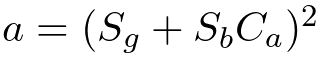 a = (S_g + S_b C_a)^2